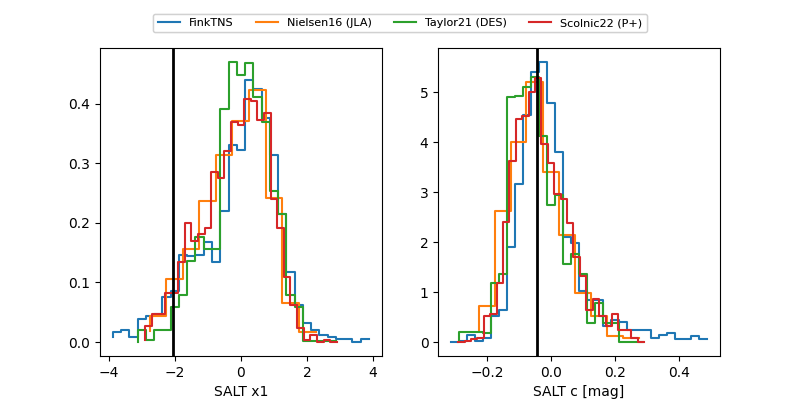 FinkTNS Nielsen16 (JLA) Taylor21 (DES) Scolnic22 (P+)
0.4
0.3
0.2
0.1
0.0
−4 −2 0 2 4
SALT x1
5
4
3
2
1
0
−0.2 0.0 0.2 0.4
SALT c [mag]